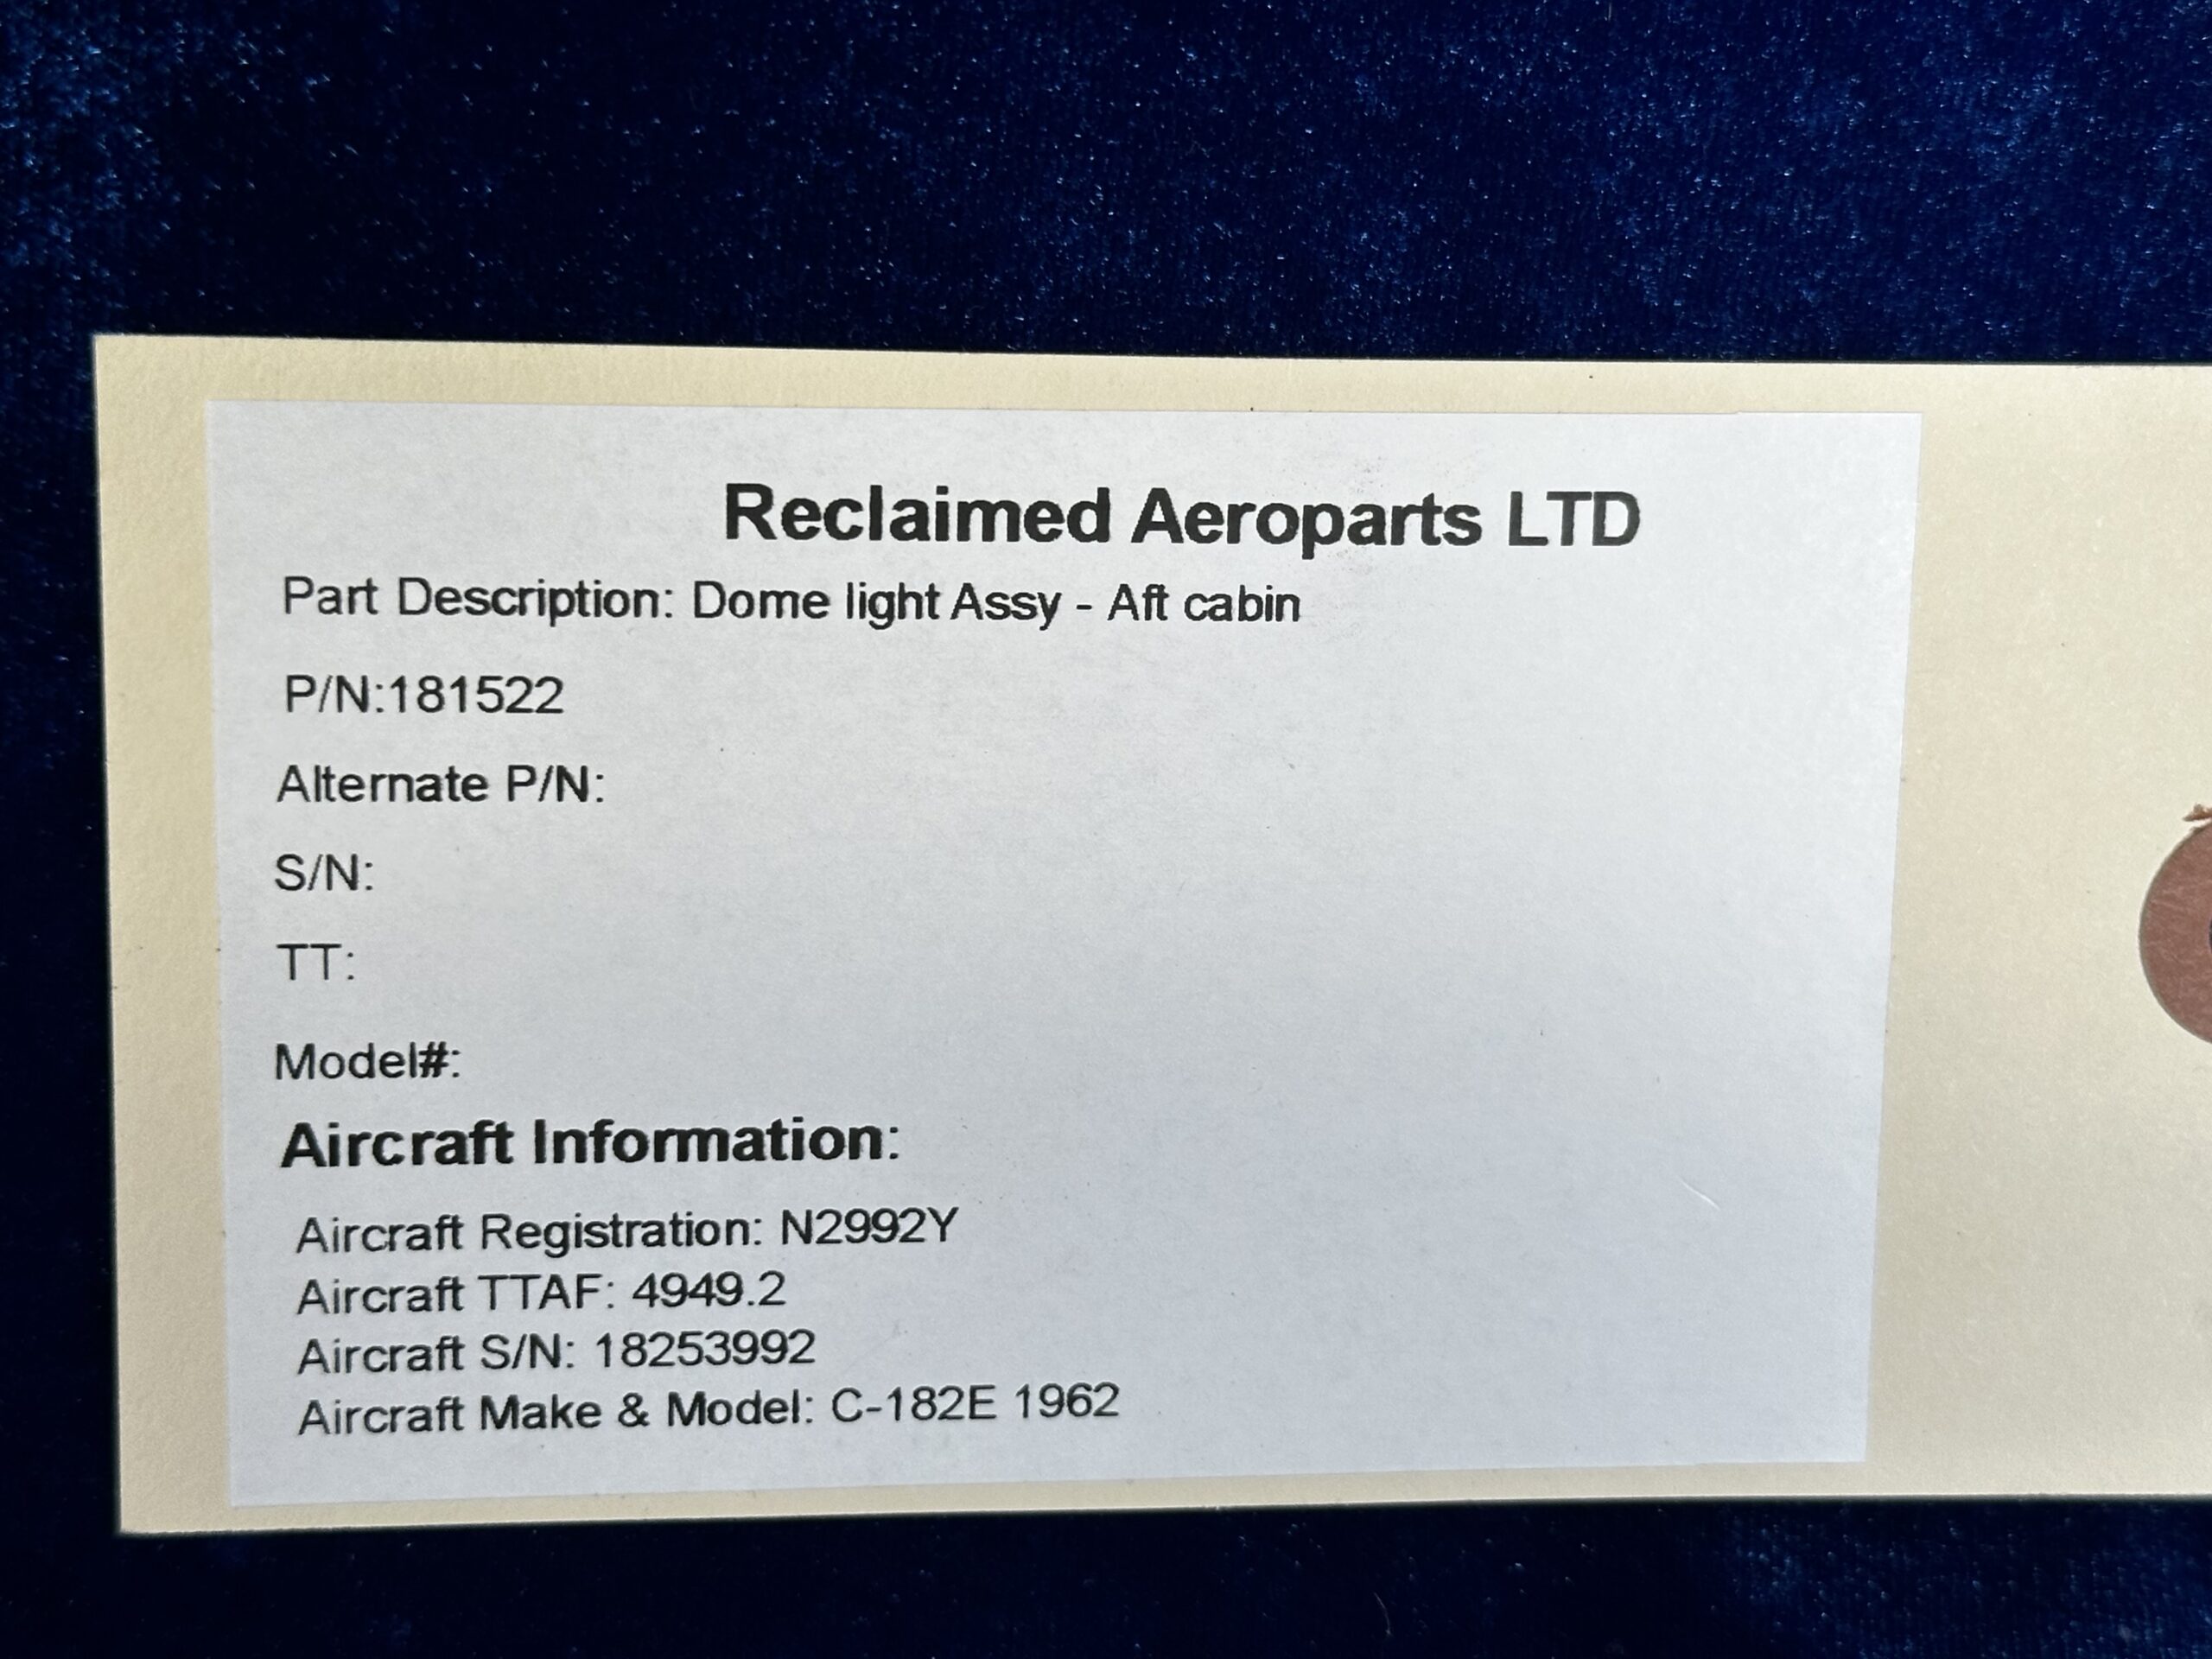 Reclaimed Aeroparts LTD
Part Description: Dome light Assy - Aft cabin
P/N:181522
Alternate P/N:
S/N:
TT:
Model#:
Aircraft Information:
Aircraft Registration: N2992Y
Aircraft TTAF: 4949.2
Aircraft S/N: 18253992
Aircraft Make & Model: C-182E 1962